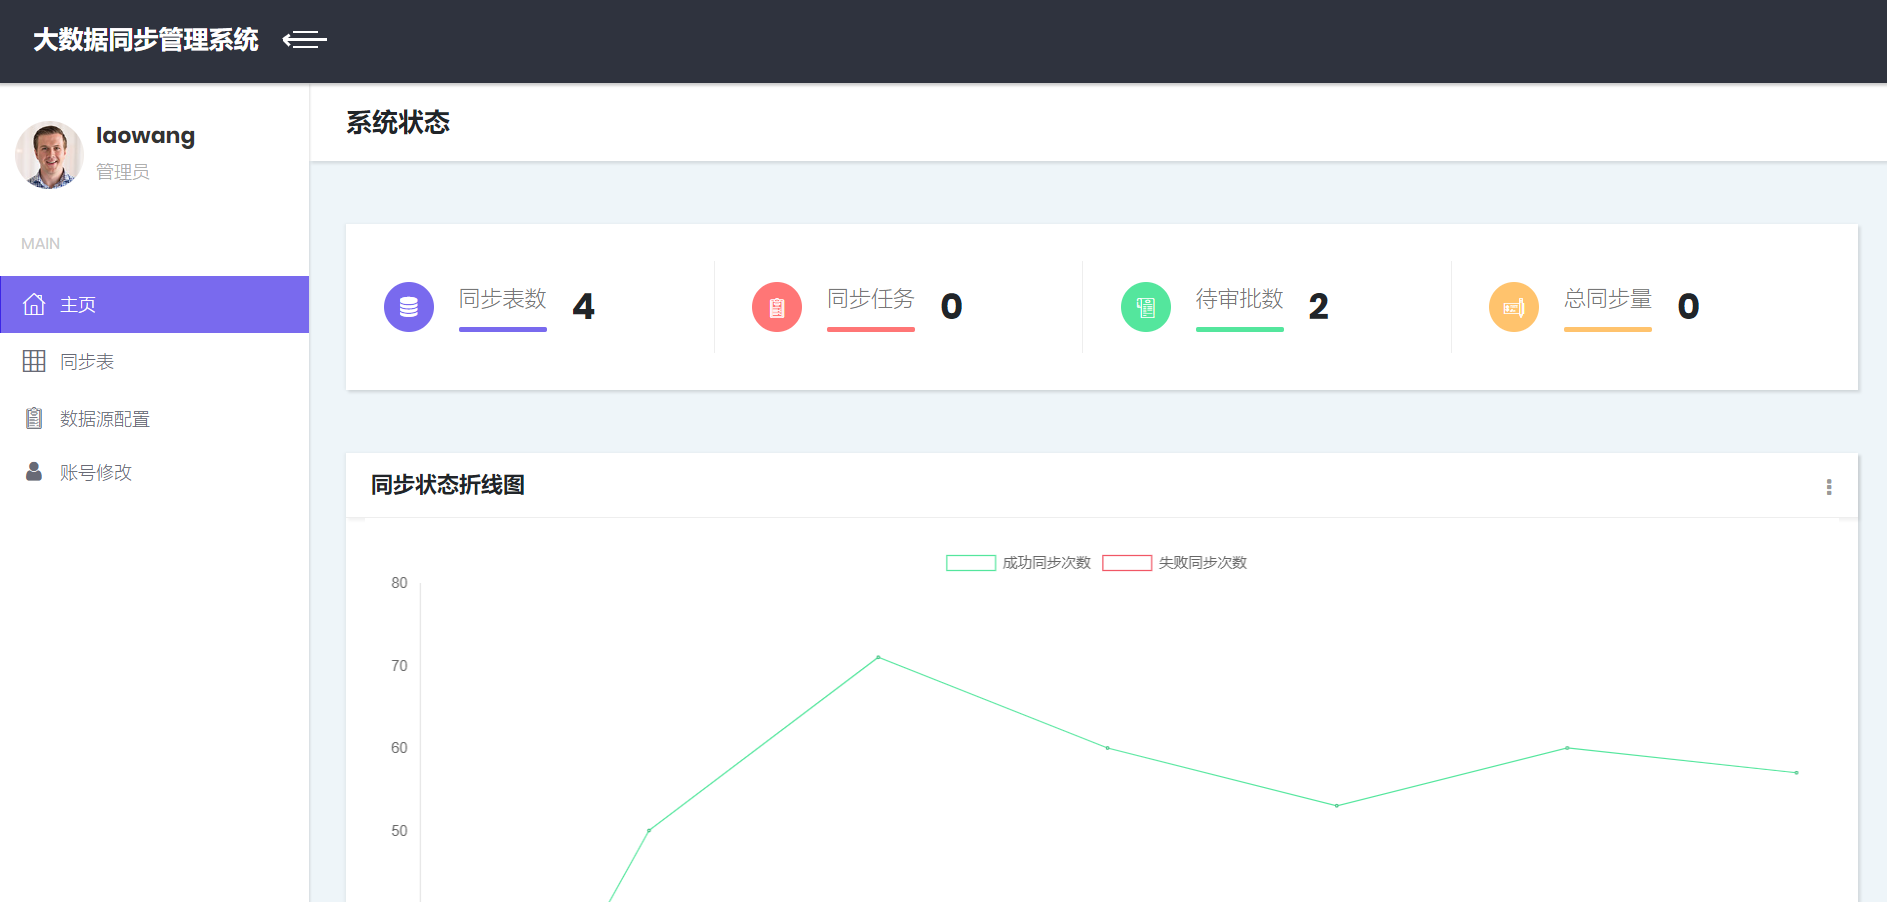 大数据同步管理系统
laowang
管理员
MAIN
主页
同步表
数据源配置
账号修改
系统状态
同步表数 4
同步任务 0
待审批数 2
总同步量 0
同步状态折线图
成功同步次数 失败同步次数
80
70
60
50